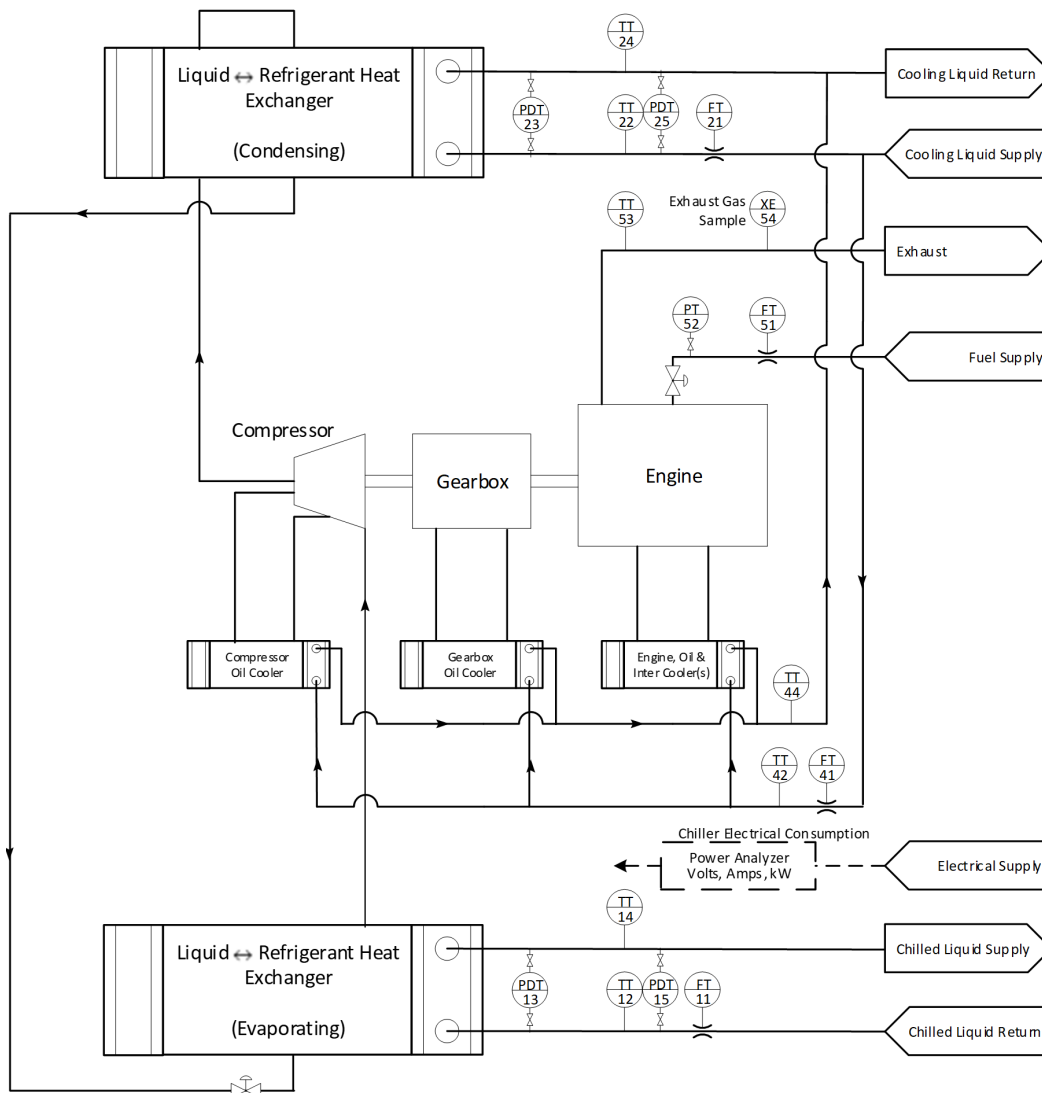 TT
24
Liquid ↔ Refrigerant Heat
Exchanger
(Condensing)
Cooling Liquid Return
PDT
23
TT
22
PDT
25
FT
21
Cooling Liquid Supply
TT
53
Exhaust Gas
Sample
XE
54
Exhaust
PT
52
FT
51
Fuel Supply
Compressor
Gearbox
Engine
Compressor
Oil Cooler
Gearbox
Oil Cooler
Engine, Oil &
Inter Cooler(s)
TT
44
TT
42
FT
41
Chiller Electrical Consumption
Power Analyzer
Volts, Amps, kW
Electrical Supply
TT
14
Liquid ↔ Refrigerant Heat
Exchanger
(Evaporating)
Chilled Liquid Supply
PDT
13
TT
12
PDT
15
FT
11
Chilled Liquid Return